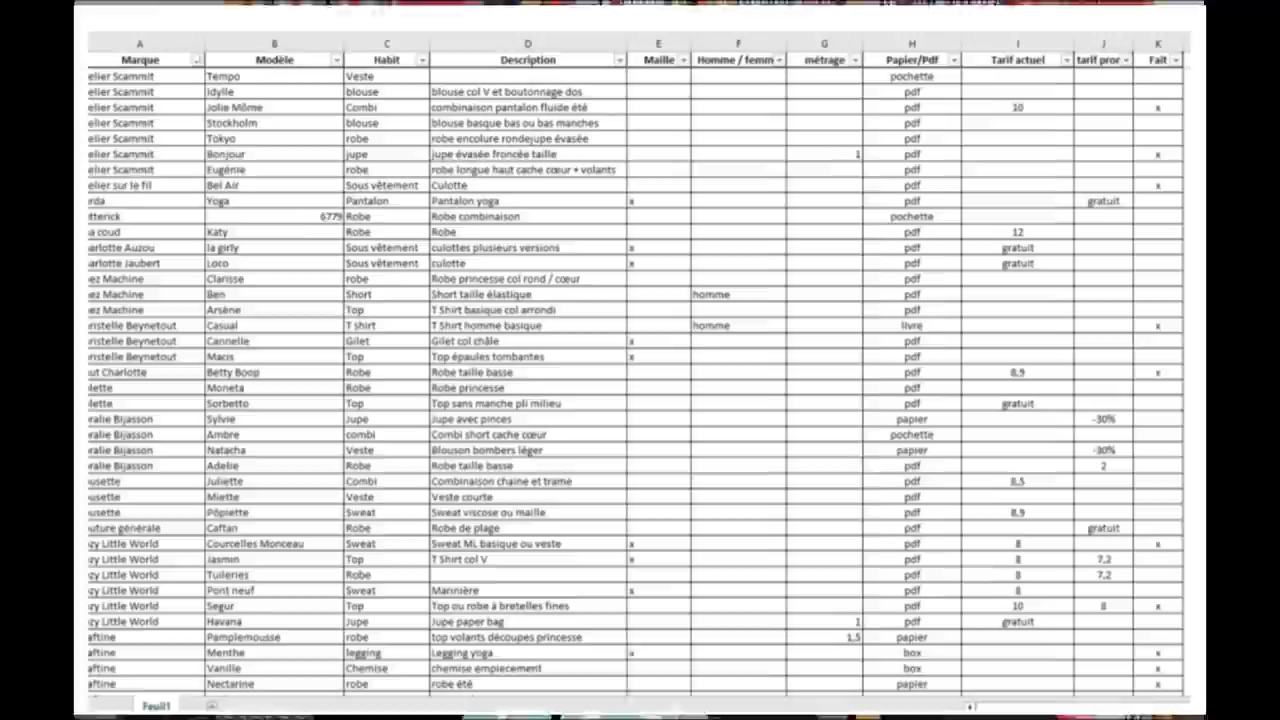 A B C D E F G H I J K
Marque Modèle Habit Description Maille Homme / femm métrage Papier/Pdf Tarif actuel tarif pror Fait
elier Scammit Tempo Veste pochette
elier Scammit Idylle blouse blouse col V et boutonnage dos pdf
elier Scammit Jolie Môme Combi combinaison pantalon fluide été pdf 10 x
elier Scammit Stockholm blouse blouse basque bas ou bas manches pdf
elier Scammit Tokyo robe robe encolure rondejupe évasée pdf
elier Scammit Bonjour jupe jupe évasée froncée taille 1 pdf x
elier Scammit Eugénie robe robe longue haut cache cœur + volants pdf
elier sur le fil Bel Air Sous vêtement Culotte pdf x
rda Yoga Pantalon Pantalon yoga x pdf gratuit
tterick 6779 Robe Robe combinaison pochette
a coud Katy Robe Robe pdf 12
arlotte Auzou la girly Sous vêtement culottes plusieurs versions x pdf gratuit
arlotte Jaubert Loco Sous vêtement culotte x pdf gratuit
ez Machine Clarisse robe Robe princesse col rond / cœur pdf
ez Machine Ben Short Short taille élastique homme pdf
ez Machine Arsène Top T Shirt basique col arrondi pdf
ristelle Beynetout Casual T shirt T Shirt homme basique homme livre x
ristelle Beynetout Cannelle Gilet Gilet col châle x pdf
ristelle Beynetout Macis Top Top épaules tombantes x pdf
ut Charlotte Betty Boop Robe Robe taille basse pdf 8,9 x
lette Moneta Robe Robe princesse pdf
lette Sorbetto Top Top sans manche pli milieu pdf gratuit
ralie Bijasson Sylvie Jupe Jupe avec pinces papier -30%
ralie Bijasson Ambre combi Combi short cache cœur pochette
ralie Bijasson Natacha Veste Blouson bombers léger papier -30%
ralie Bijasson Adelie Robe Robe taille basse pdf 2
usette Juliette Combi Combinaison chaine et trame pdf 8,5
usette Miette Veste Veste courte pdf
usette Pôpiette Sweat Sweat viscose ou maille pdf 8,9
uture générale Caftan Robe Robe de plage pdf gratuit
zy Little World Courcelles Monceau Sweat Sweat ML basique ou veste x pdf 8 x
zy Little World Jasmin Top T Shirt col V x pdf 8 7,2
zy Little World Tuileries Robe pdf 8 7,2
zy Little World Pont neuf Sweat Marinière x pdf 8
zy Little World Segur Top Top ou robe à bretelles fines pdf 10 8 x
zy Little World Havana Jupe Jupe paper bag 1 pdf gratuit
aftine Pamplemousse robe top volants découpes princesse 1,5 papier
aftine Menthe legging Legging yoga x box x
aftine Vanille Chemise chemise empiecement box x
aftine Nectarine robe robe été papier x
Feuil1